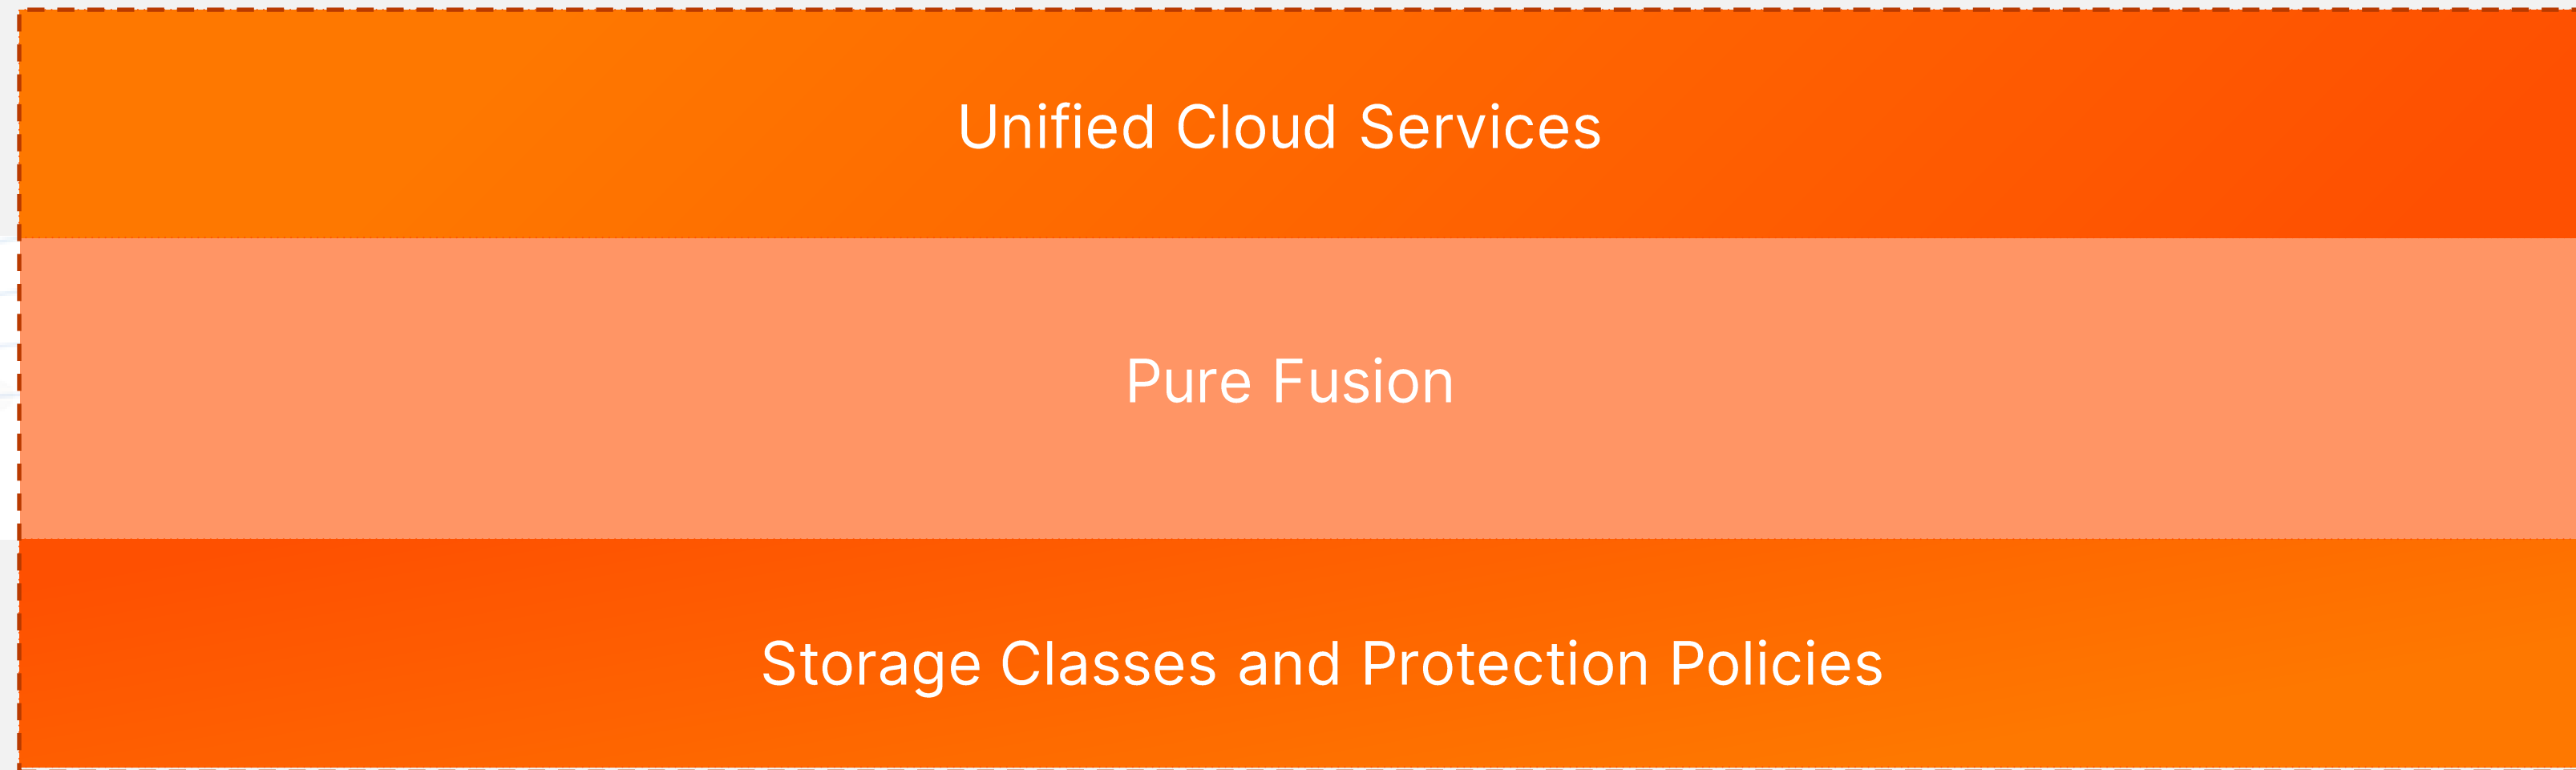 Unified Cloud Services
Pure Fusion
Storage Classes and Protection Policies